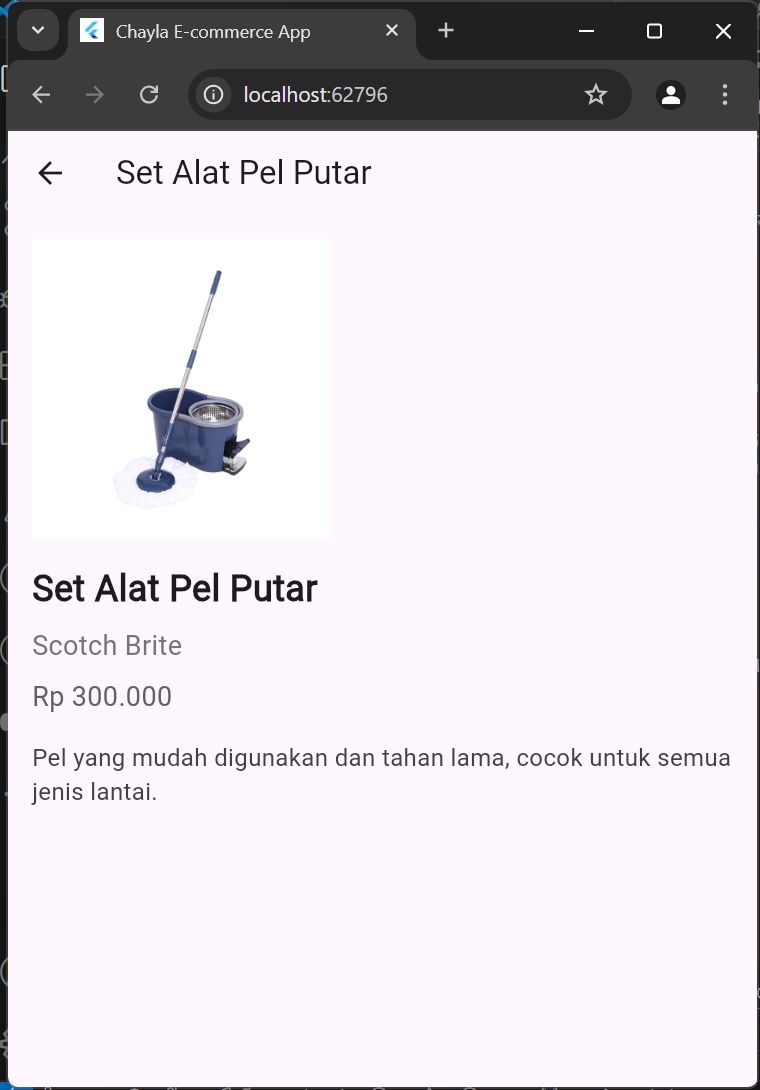 Chayla E-commerce App
localhost:62796
Set Alat Pel Putar
Set Alat Pel Putar
Scotch Brite
Rp 300.000
Pel yang mudah digunakan dan tahan lama, cocok untuk semua
jenis lantai.